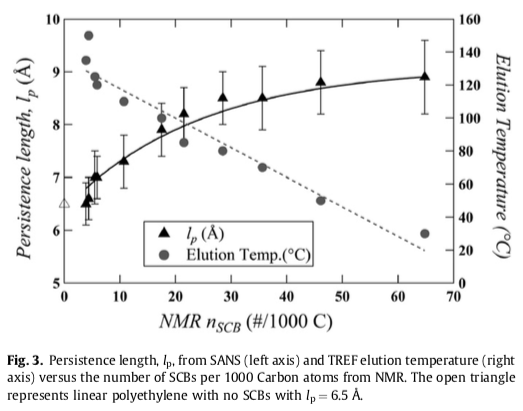 10
9
8
7
6
5
Persistence length, lp (Å)
160
140
120
100
80
60
40
20
0
Elution Temperature (°C)
lp (Å)
Elution Temp.(°C)
0 10 20 30 40 50 60 70
NMR nSCB (#/1000 C)
Fig. 3. Persistence length, lp, from SANS (left axis) and TREF elution temperature (right
axis) versus the number of SCBs per 1000 Carbon atoms from NMR. The open triangle
represents linear polyethylene with no SCBs with lp = 6.5 Å.